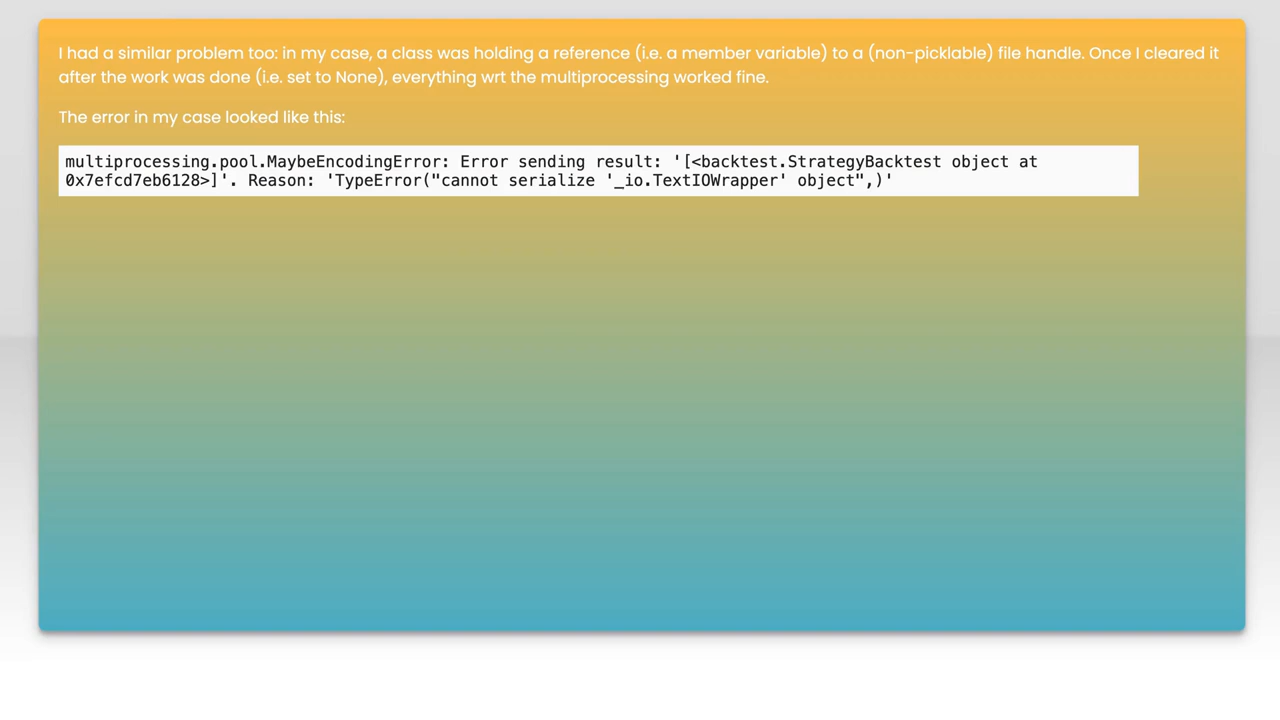 I had a similar problem too: in my case, a class was holding a reference (i.e. a member variable) to a (non-picklable) file handle. Once I cleared it
after the work was done (i.e. set to None), everything wrt the multiprocessing worked fine.
The error in my case looked like this:
multiprocessing.pool.MaybeEncodingError: Error sending result: '[<backtest.StrategyBacktest object at
0x7efcd7eb6128>]'. Reason: 'TypeError("cannot serialize '_io.TextIOWrapper' object",)'